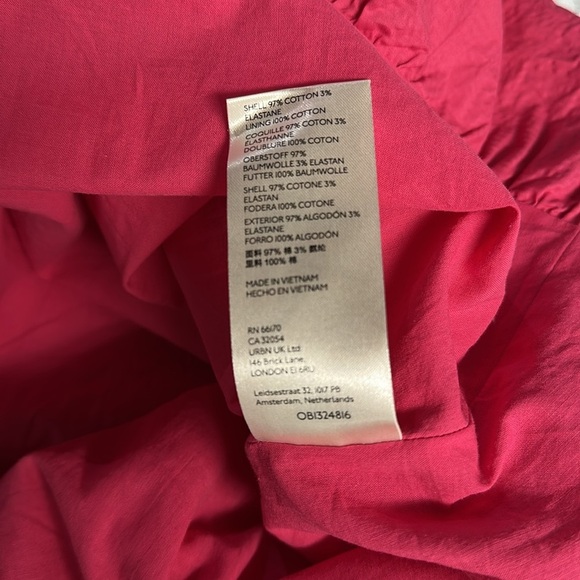 SHELL 97% COTTON 3%
ELASTANE
LINING 100% COTTON
COQUILLE 97% COTON 3%
ELASTHANNE
DOUBLURE 100% COTON
OBERSTOFF 97%
BAUMWOLLE 3% ELASTAN
FUTTER 100% BAUMWOLLE
SHELL 97% COTONE 3%
ELASTAN
FODERA 100% COTONE
EXTERIOR 97% ALGODÓN 3%
ELASTANE
FORRO 100% ALGODÓN
面料 97% 棉 3% 氨纶
里料 100% 棉
MADE IN VIETNAM
HECHO EN VIETNAM
RN 66170
CA 32054
URBN UK Ltd
146 Brick Lane,
LONDON E1 6RU
Leidsestraat 32, 1017 PB
Amsterdam, Netherlands
OB1324816